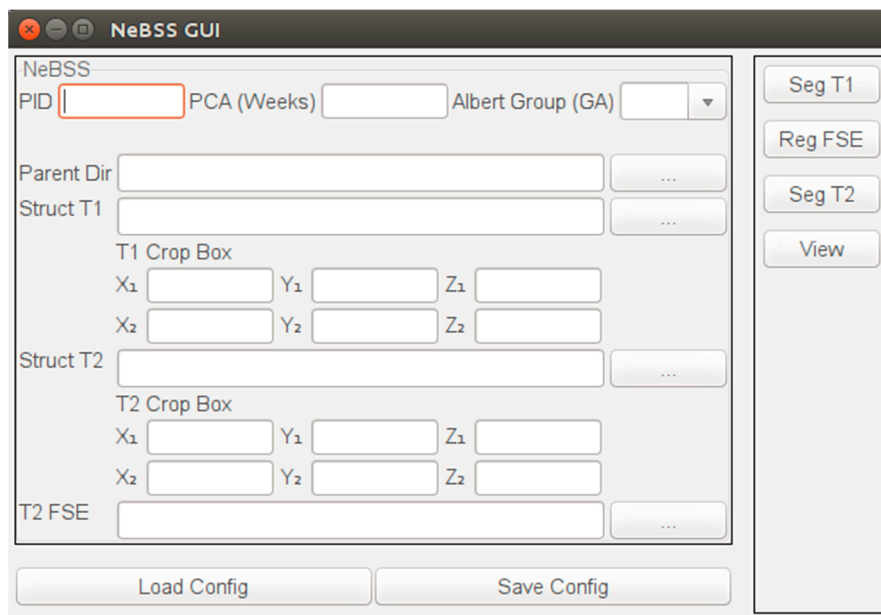 NeBSS GUI
NeBSS
PID PCA (Weeks) Albert Group (GA)
Parent Dir ...
Struct T1 ...
T1 Crop Box
X₁ Y₁ Z₁
X₂ Y₂ Z₂
Struct T2 ...
T2 Crop Box
X₁ Y₁ Z₁
X₂ Y₂ Z₂
T2 FSE ...
Load Config Save Config
Seg T1
Reg FSE
Seg T2
View